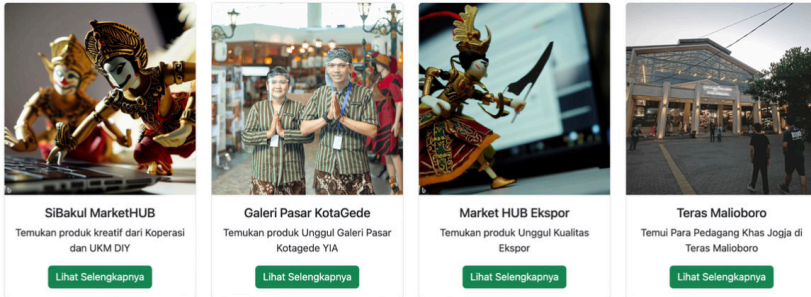 SiBakul MarketHUB
Temukan produk kreatif dari Koperasi
dan UKM DIY
Lihat Selengkapnya
Galeri Pasar KotaGede
Temukan produk Unggul Galeri Pasar
Kotagede YIA
Lihat Selengkapnya
Market HUB Ekspor
Temukan produk Unggul Kualitas
Ekspor
Lihat Selengkapnya
Teras Malioboro
Temui Para Pedagang Khas Jogja di
Teras Malioboro
Lihat Selengkapnya